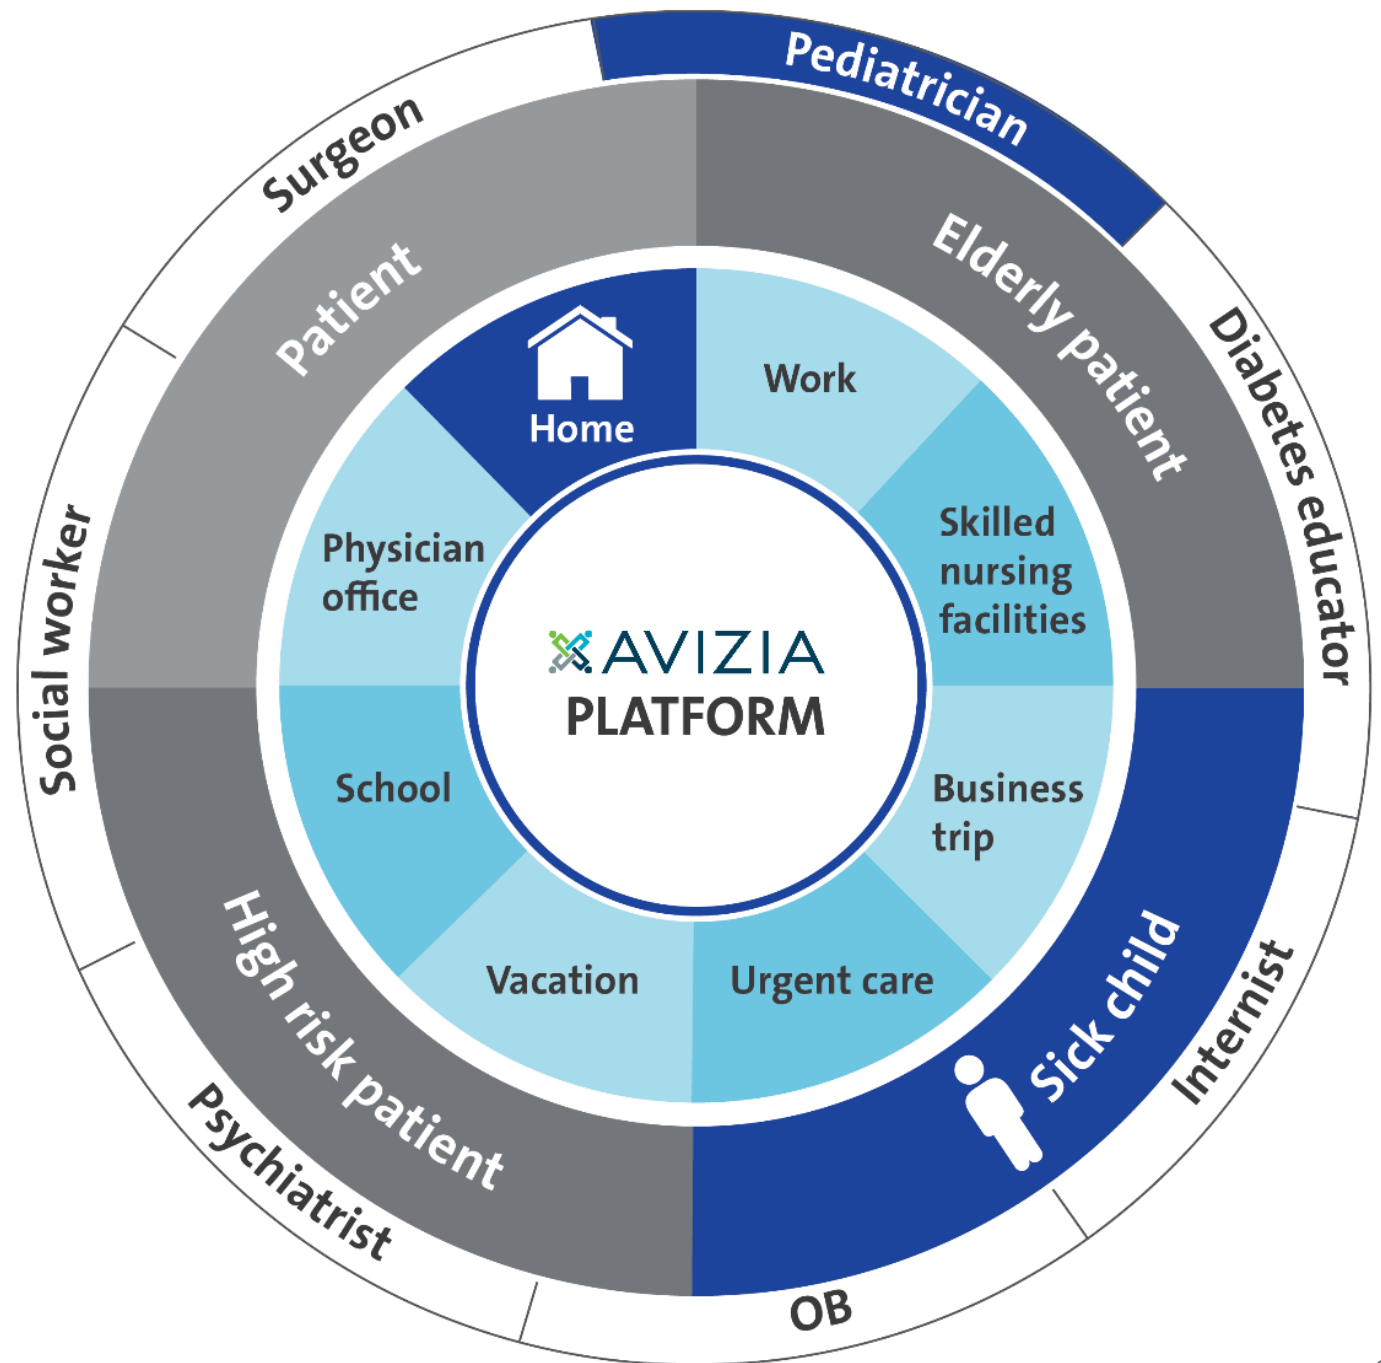 Pediatrician
Surgeon
Diabetes educator
Social worker
Internist
Psychiatrist
OB
Patient
Elderly patient
High risk patient
Sick child
Home
Work
Physician
office
Skilled
nursing
facilities
School
Business
trip
Vacation
Urgent care
AVIZIA
PLATFORM